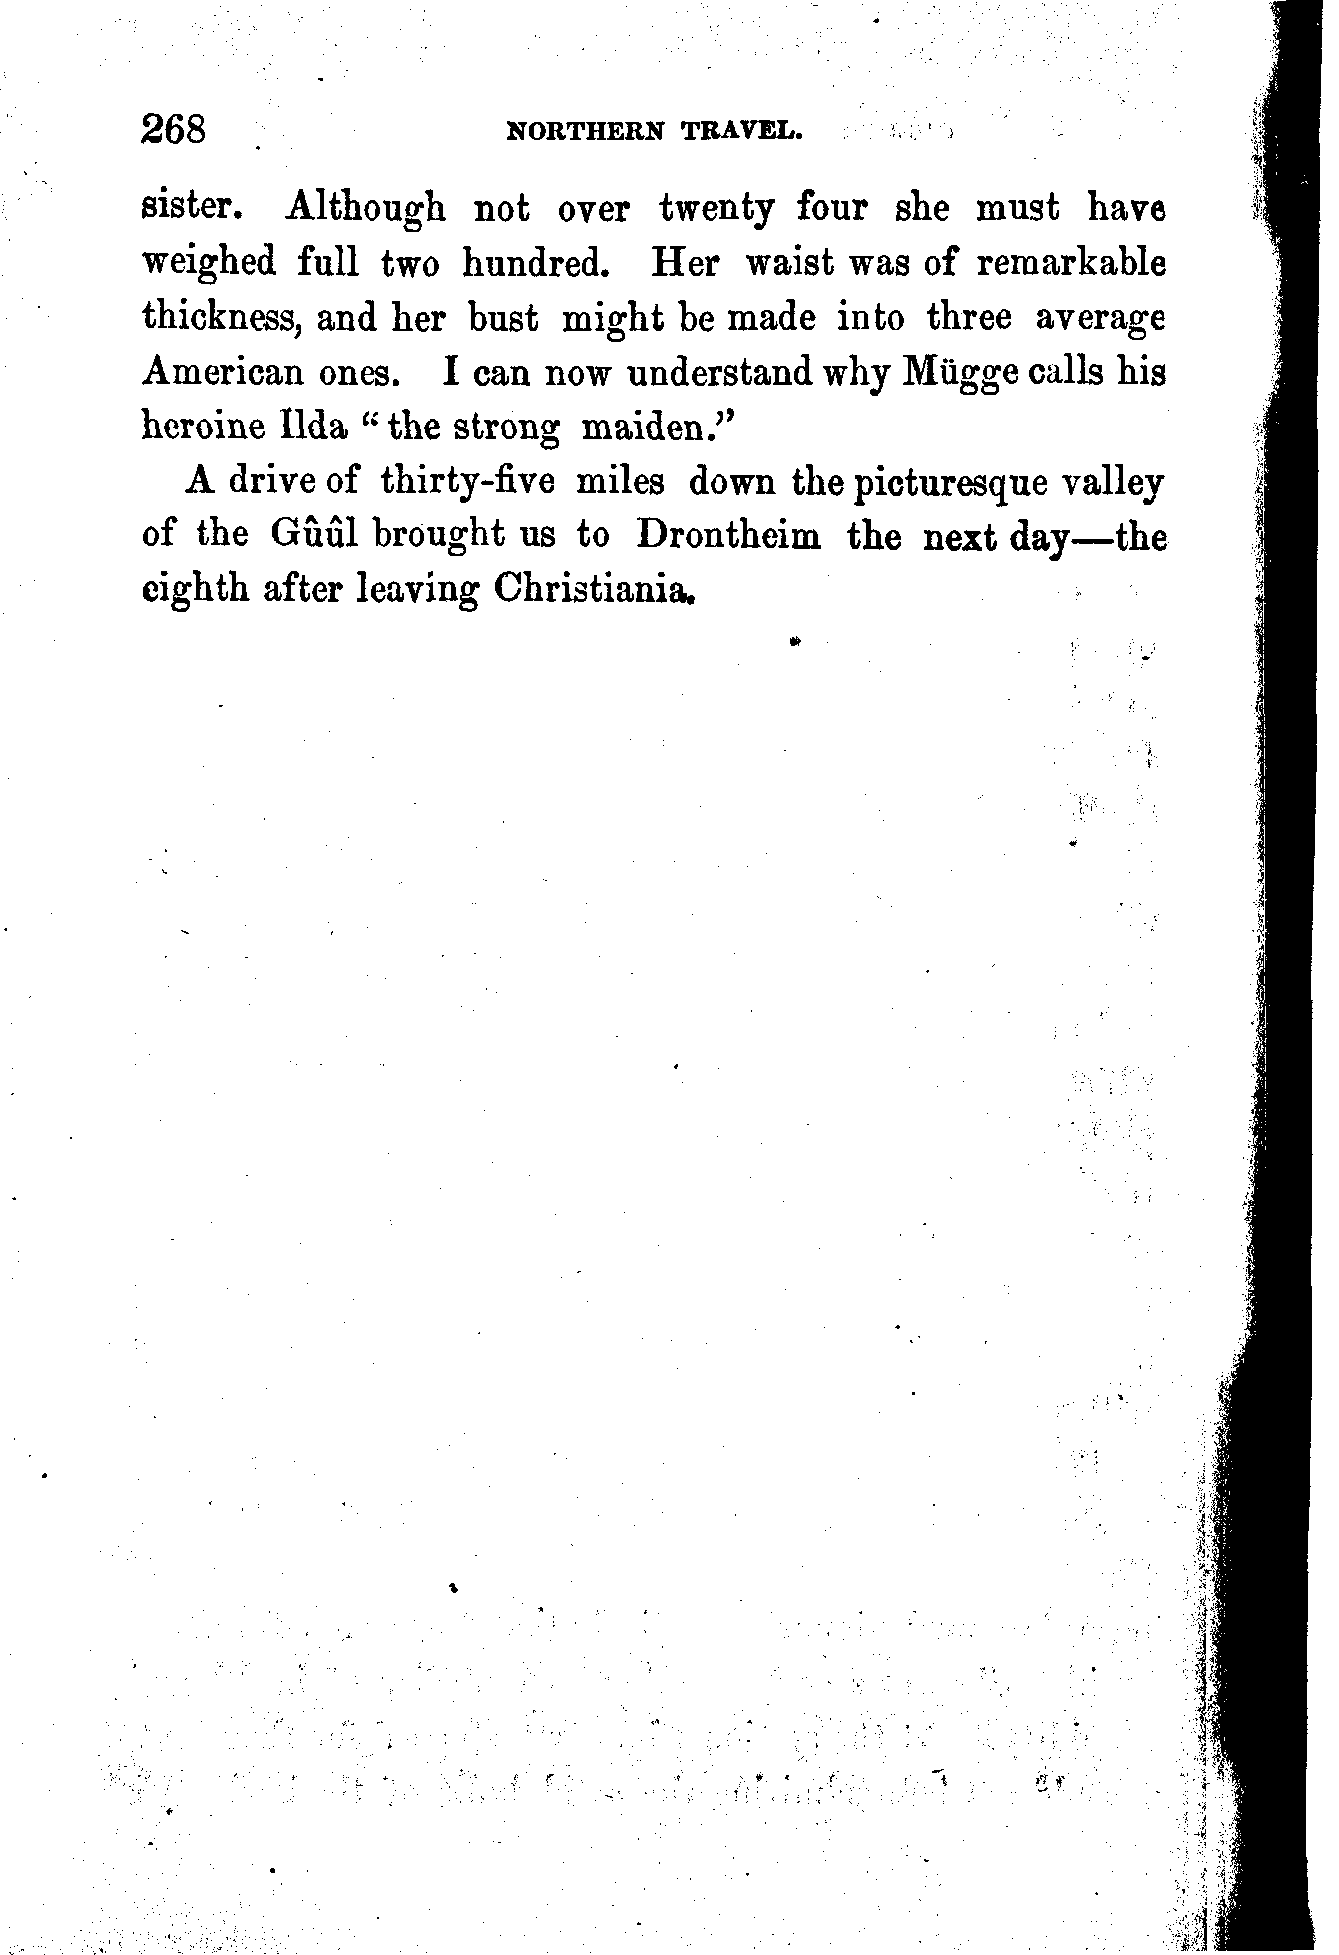 268 NORTHERN TRAVEL.
sister. Although not over twenty four she must have
weighed full two hundred. Her waist was of remarkable
thickness, and her bust might be made into three average
American ones. I can now understand why Mügge calls his
heroine Ilda "the strong maiden."
A drive of thirty-five miles down the picturesque valley
of the Gûûl brought us to Drontheim the next day—the
eighth after leaving Christiania.